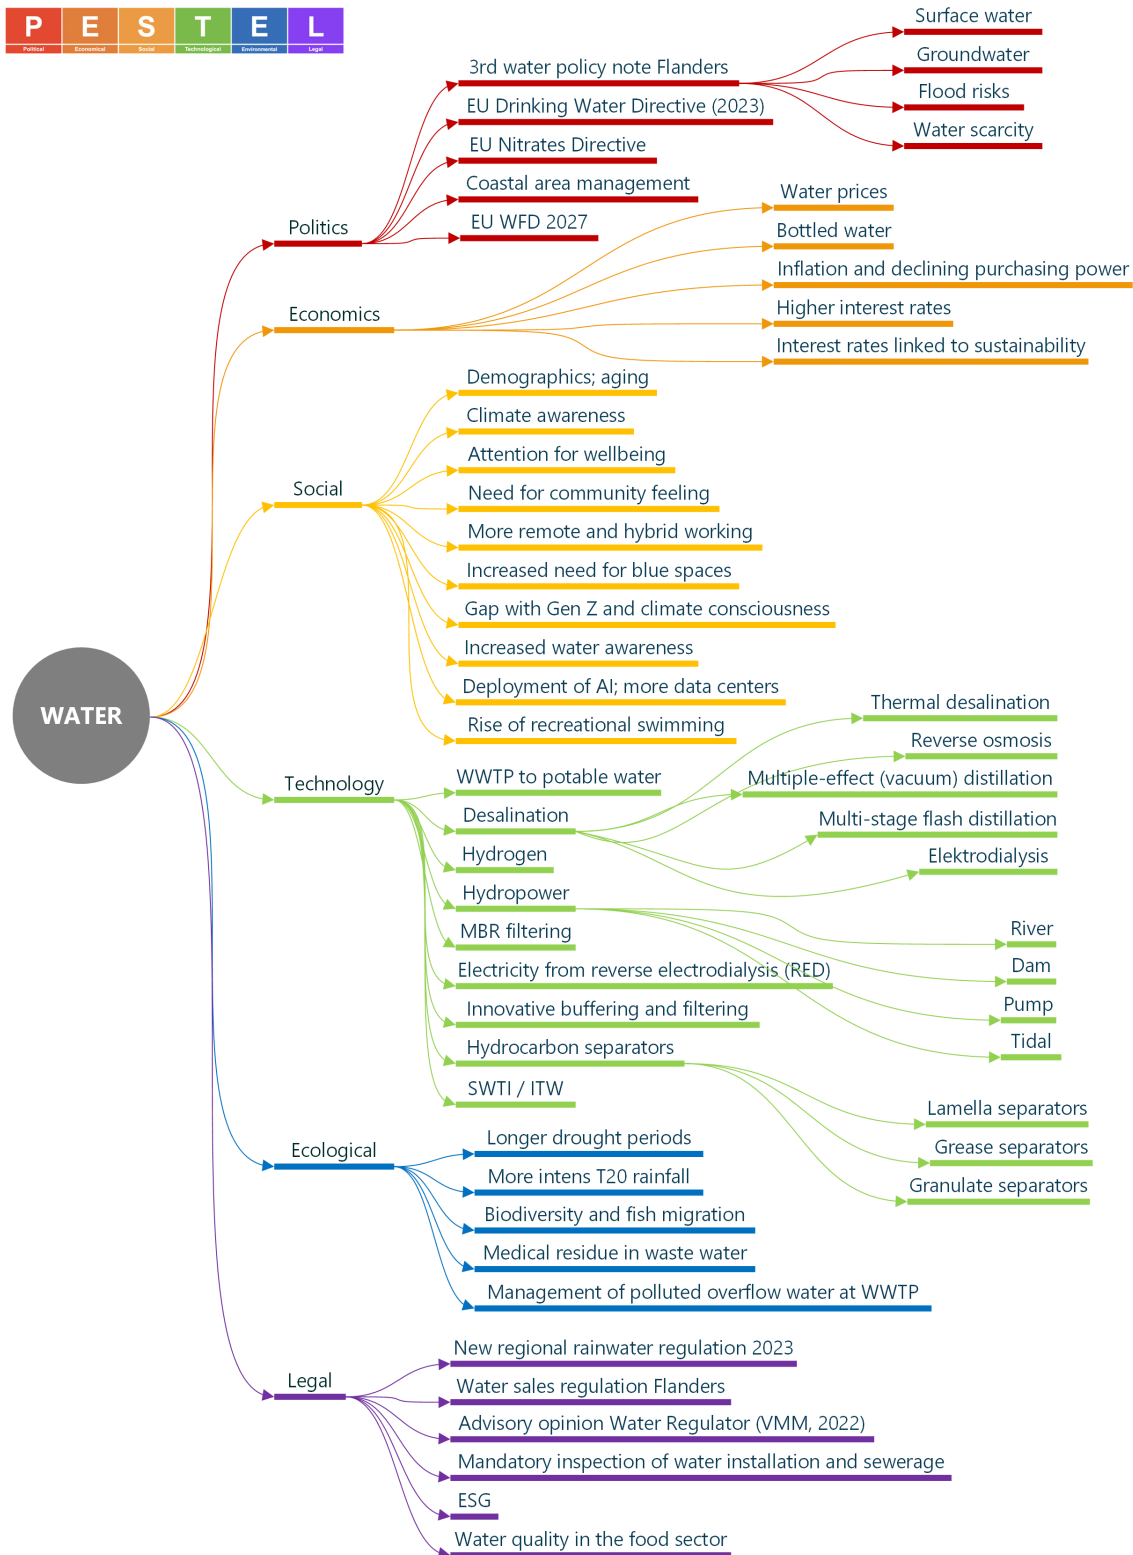 P E S T E L
Political Economical Social Technological Environmental Legal
WATER
Politics
3rd water policy note Flanders
Surface water
Groundwater
Flood risks
Water scarcity
EU Drinking Water Directive (2023)
EU Nitrates Directive
Coastal area management
EU WFD 2027
Economics
Water prices
Bottled water
Inflation and declining purchasing power
Higher interest rates
Interest rates linked to sustainability
Social
Demographics; aging
Climate awareness
Attention for wellbeing
Need for community feeling
More remote and hybrid working
Increased need for blue spaces
Gap with Gen Z and climate consciousness
Increased water awareness
Deployment of AI; more data centers
Rise of recreational swimming
Technology
WWTP to potable water
Desalination
Thermal desalination
Reverse osmosis
Multiple-effect (vacuum) distillation
Multi-stage flash distillation
Elektrodialysis
Hydrogen
Hydropower
River
Dam
Pump
Tidal
MBR filtering
Electricity from reverse electrodialysis (RED)
Innovative buffering and filtering
Hydrocarbon separators
Lamella separators
Grease separators
Granulate separators
SWTI / ITW
Ecological
Longer drought periods
More intens T20 rainfall
Biodiversity and fish migration
Medical residue in waste water
Management of polluted overflow water at WWTP
Legal
New regional rainwater regulation 2023
Water sales regulation Flanders
Advisory opinion Water Regulator (VMM, 2022)
Mandatory inspection of water installation and sewerage
ESG
Water quality in the food sector